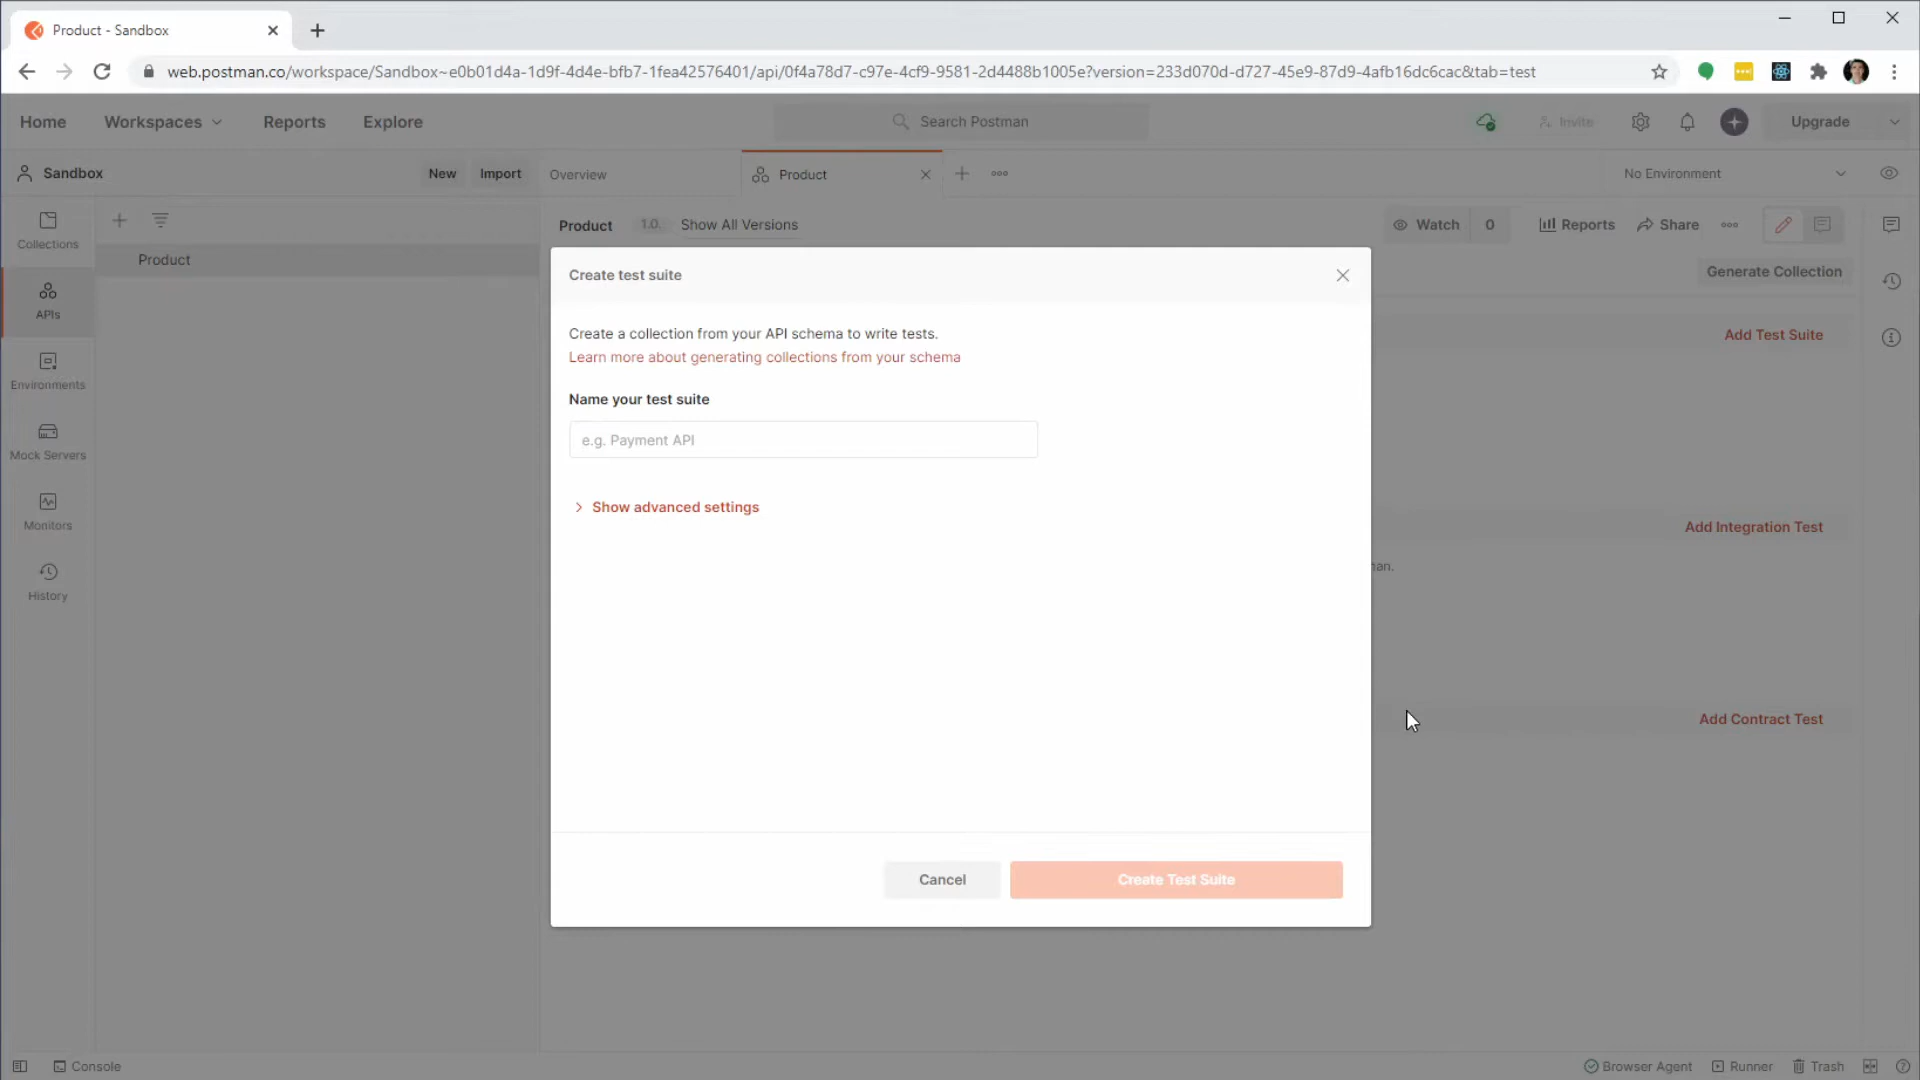 Product - Sandbox
web.postman.co/workspace/Sandbox~e0b01d4a-1d9f-4d4e-bfb7-1fea42576401/api/0f4a78d7-c97e-4cf9-9581-2d4488b1005e?version=233d070d-d727-45e9-87d9-4afb16dc6cac&tab=test
Home Workspaces Reports Explore Search Postman Invite Upgrade
Sandbox New Import Overview Product No Environment
Collections
Product 1.0. Show All Versions Watch 0 Reports Share
Product
Generate Collection
APIs
Environments
Mock Servers
Monitors
History
Create test suite
Create a collection from your API schema to write tests.
Learn more about generating collections from your schema
Name your test suite
e.g. Payment API
Show advanced settings
Cancel Create Test Suite
Add Test Suite
Add Integration Test
man.
Add Contract Test
Console Browser Agent Runner Trash